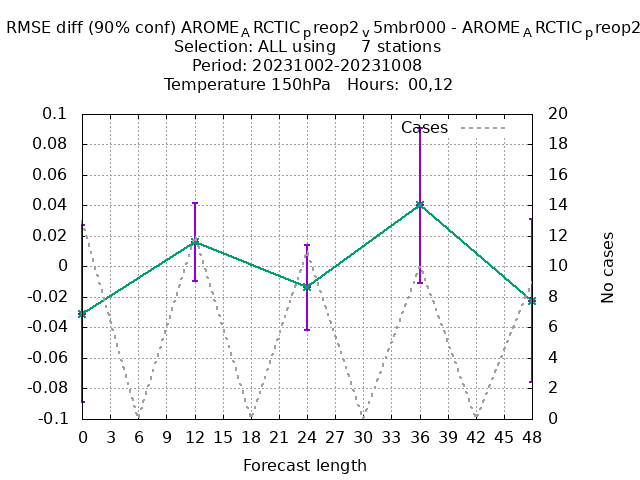 RMSE diff (90% conf) AROME A RCTIC p reop2 v 5mbr000 - AROME A RCTIC p reop2
Selection: ALL using 7 stations
Period: 20231002-20231008
Temperature 150hPa Hours: 00,12
0.1 20
Cases
0.08 18
0.06 16
0.04 14
0.02 12
0 10
No cases
-0.02 8
-0.04 6
-0.06 4
-0.08 2
-0.1 0
0 3 6 9 12 15 18 21 24 27 30 33 36 39 42 45 48
Forecast length